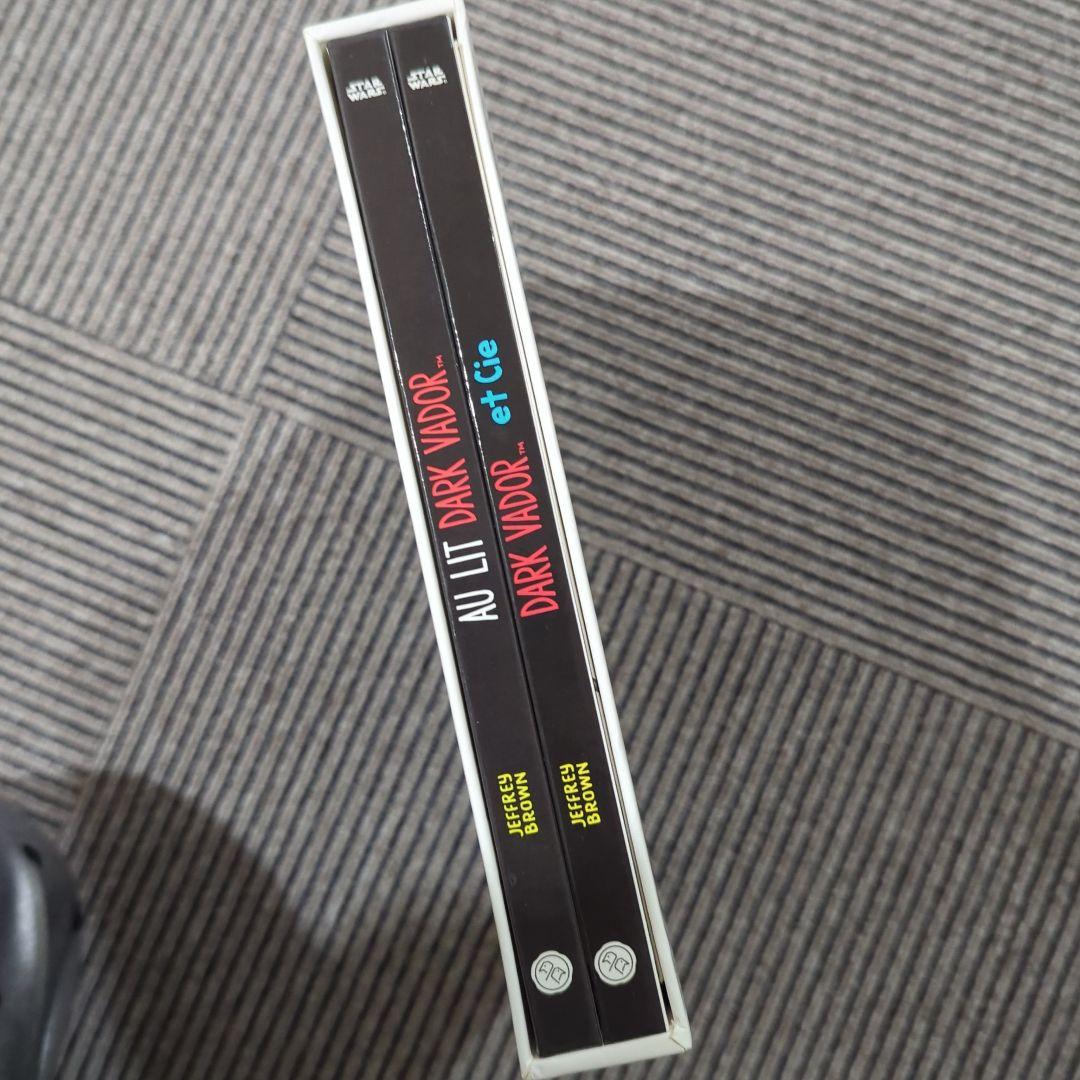 STAR
WARS
AU LIT DARK VADOR™
JEFFREY
BROWN
STAR
WARS
DARK VADOR™ et Cie
JEFFREY
BROWN